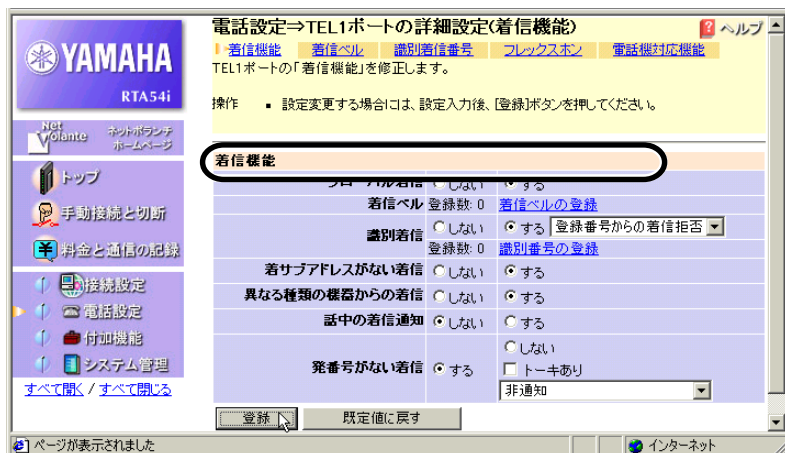 電話設定⇒TEL1ポートの詳細設定(着信機能)
? ヘルプ
着信機能 着信ベル 識別着信番号 フレックスホン 電話機対応機能
TEL1ポートの「着信機能」を修正します。
操作 ▪ 設定変更する場合には、設定入力後、[登録]ボタンを押してください。
YAMAHA
RTA54i
Net Volante ネットボランチ
ホームページ
トップ
手動接続と切断
料金と通信の記録
接続設定
電話設定
付加機能
システム管理
すべて開く / すべて閉じる
着信機能
グローバル着信 しない する
着信ベル 登録数: 0 着信ベルの登録
識別着信 しない する 登録番号からの着信拒否
登録数: 0 識別番号の登録
着サブアドレスがない着信 しない する
異なる種類の機器からの着信 しない する
話中の着信通知 しない する
発番号がない着信 する しない
トーキあり
非通知
登録 既定値に戻す
ページが表示されました インターネット